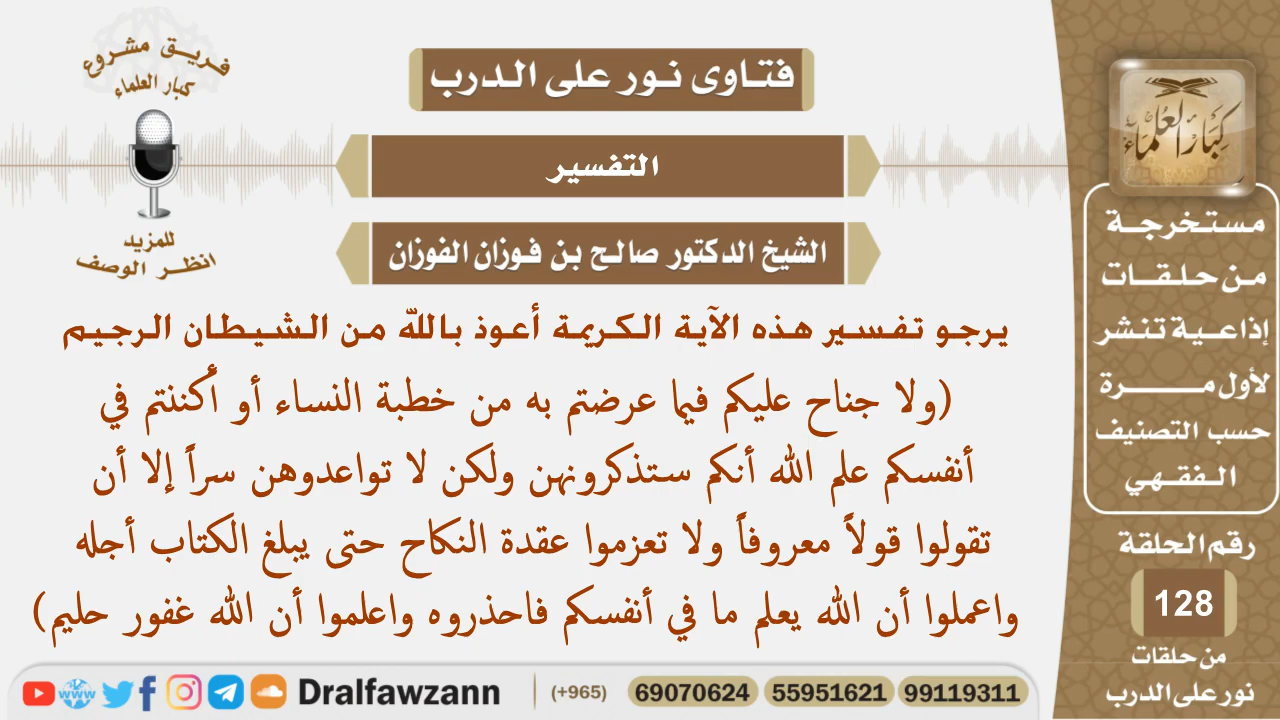 فريق مشروع
كبار العلماء
للمزيد
انظر الوصف
فتاوى نور على الدرب
التفسير
الشيخ الدكتور صالح بن فوزان الفوزان
يرجو تفسير هذه الآية الكريمة أعوذ بالله من الشيطان الرجيم
(ولا جناح عليكم فيما عرضتم به من خطبة النساء أو أكننتم في
أنفسكم علم الله أنكم ستذكرونهن ولكن لا تواعدوهن سراً إلا أن
تقولوا قولاً معروفاً ولا تعزموا عقدة النكاح حتى يبلغ الكتاب أجله
واعملوا أن الله يعلم ما في أنفسكم فاحذروه واعلموا أن الله غفور حليم)
كبار العلماء
مستخرجة
من حلقات
إذاعية تنشر
لأول مرة
حسب التصنيف
الفقهي
رقم الحلقة
128
من حلقات
نور على الدرب
www
Dralfawzann
(+965)
69070624
55951621
99119311